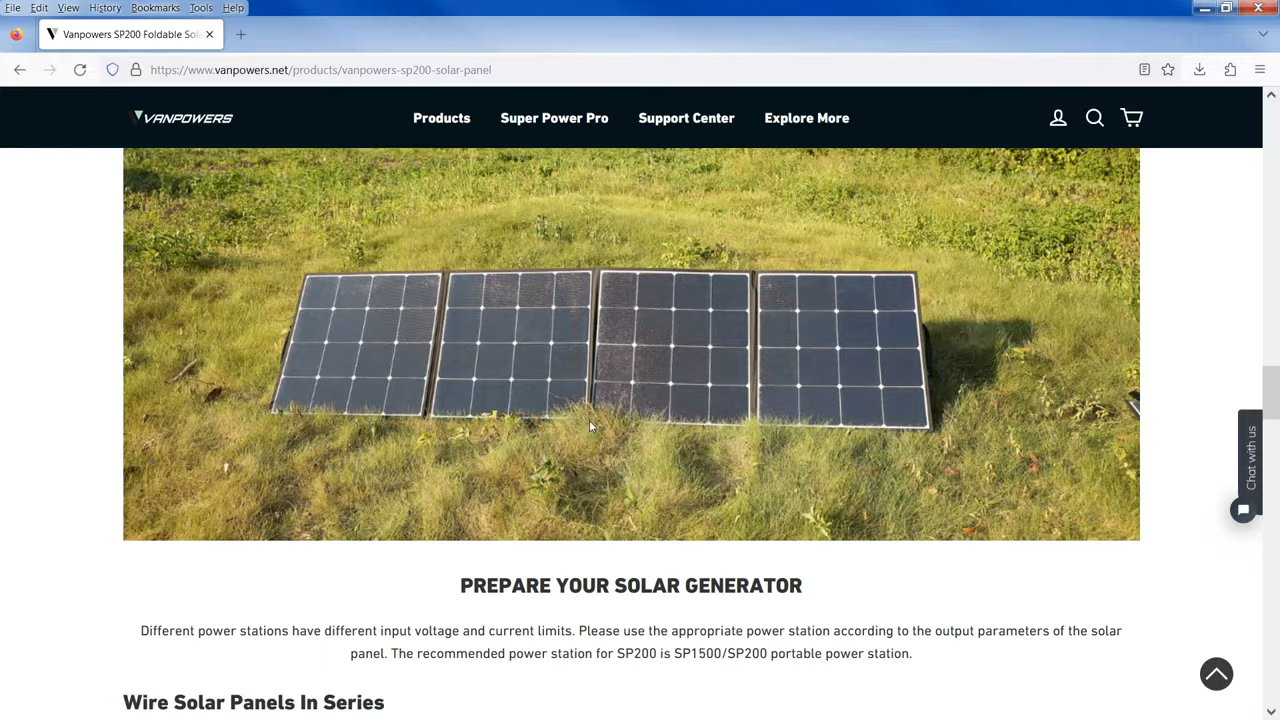 File Edit View History Bookmarks Tools Help
Vanpowers SP200 Foldable Sola
https://www.vanpowers.net/products/vanpowers-sp200-solar-panel
VANPOWERS Products Super Power Pro Support Center Explore More
Chat with us
PREPARE YOUR SOLAR GENERATOR
Different power stations have different input voltage and current limits. Please use the appropriate power station according to the output parameters of the solar
panel. The recommended power station for SP200 is SP1500/SP200 portable power station.
Wire Solar Panels In Series